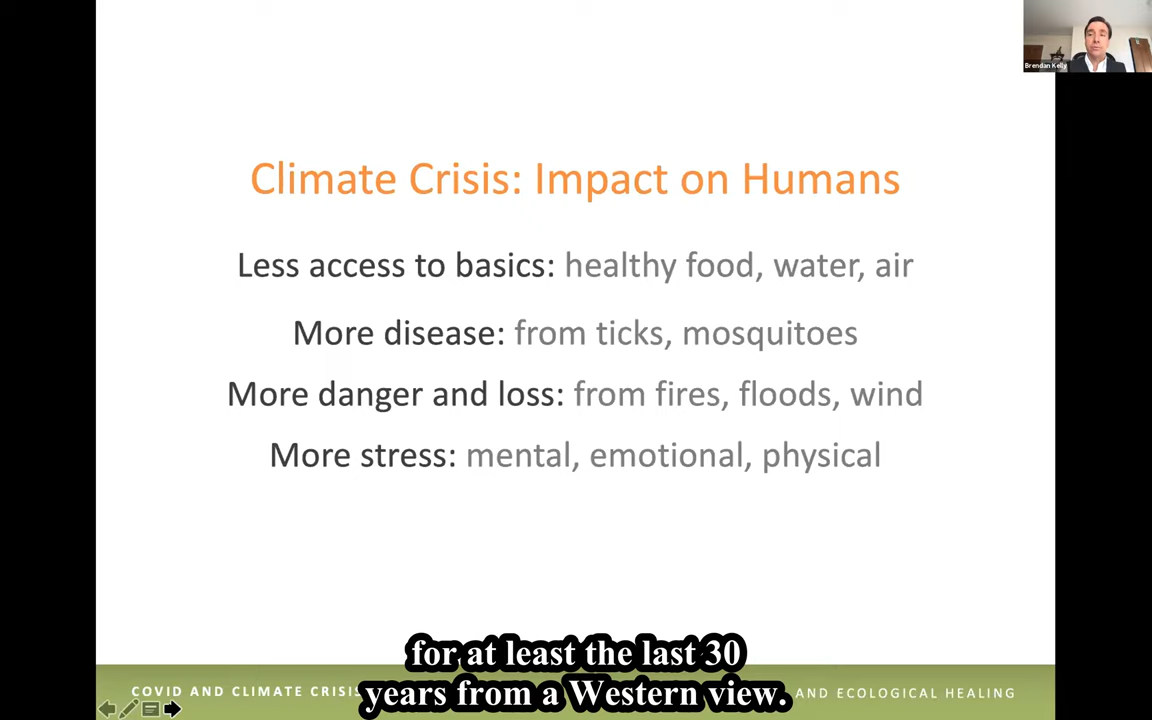 Brendan Kelly
Climate Crisis: Impact on Humans
Less access to basics: healthy food, water, air
More disease: from ticks, mosquitoes
More danger and loss: from fires, floods, wind
More stress: mental, emotional, physical
for at least the last 30
years from a Western view.
COVID AND CLIMATE CRISIS
AND ECOLOGICAL HEALING